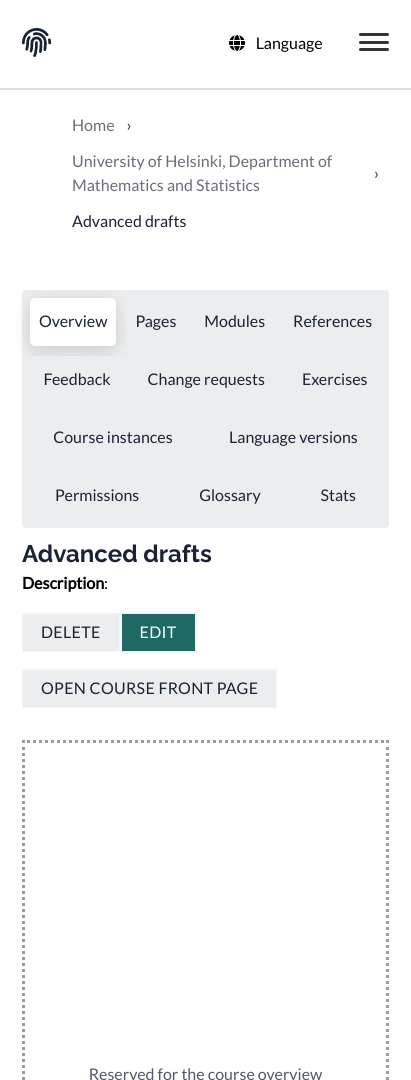 Language
Home ›
University of Helsinki, Department of
Mathematics and Statistics ›
Advanced drafts
Overview Pages Modules References
Feedback Change requests Exercises
Course instances Language versions
Permissions Glossary Stats
Advanced drafts
Description:
DELETE EDIT
OPEN COURSE FRONT PAGE
Reserved for the course overview